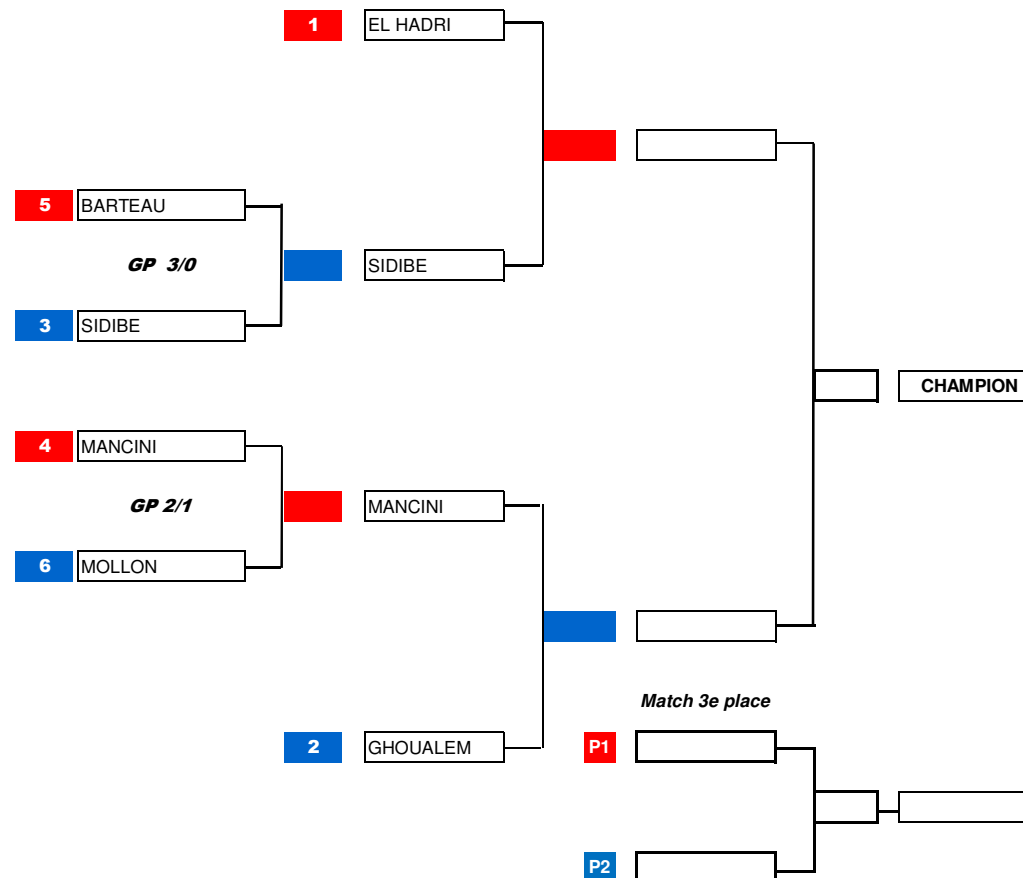 1 EL HADRI
5 BARTEAU
GP 3/0
SIDIBE
3 SIDIBE
CHAMPION
4 MANCINI
GP 2/1
MANCINI
6 MOLLON
Match 3e place
2 GHOUALEM
P1
P2